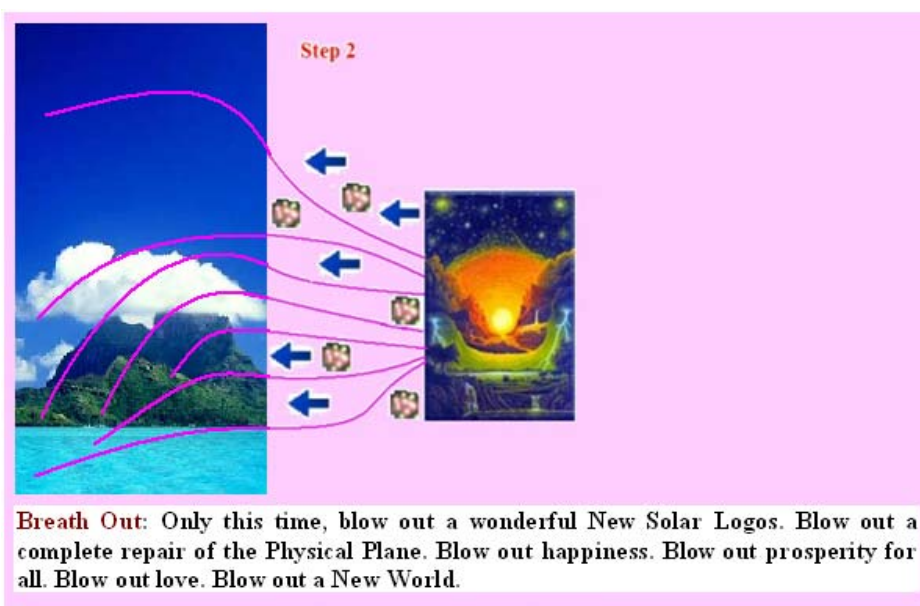 Step 2
Breath Out: Only this time, blow out a wonderful New Solar Logos. Blow out a
complete repair of the Physical Plane. Blow out happiness. Blow out prosperity for
all. Blow out love. Blow out a New World.